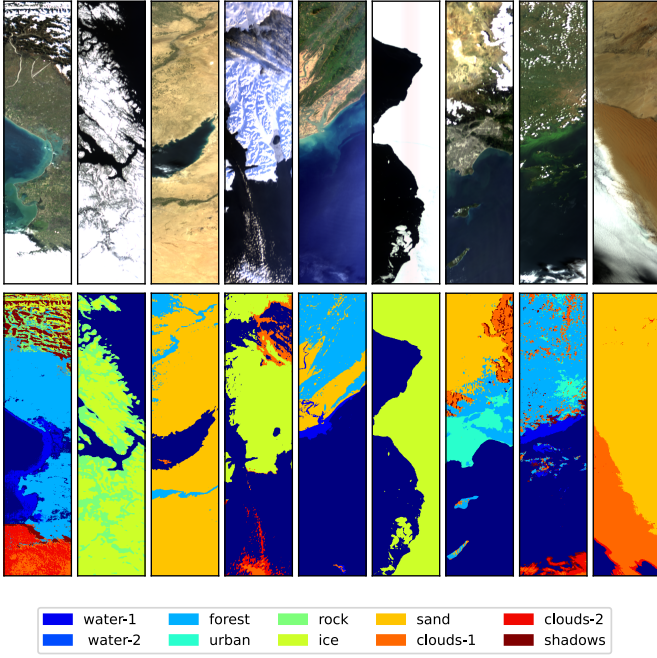 water-1 forest rock sand clouds-2
water-2 urban ice clouds-1 shadows